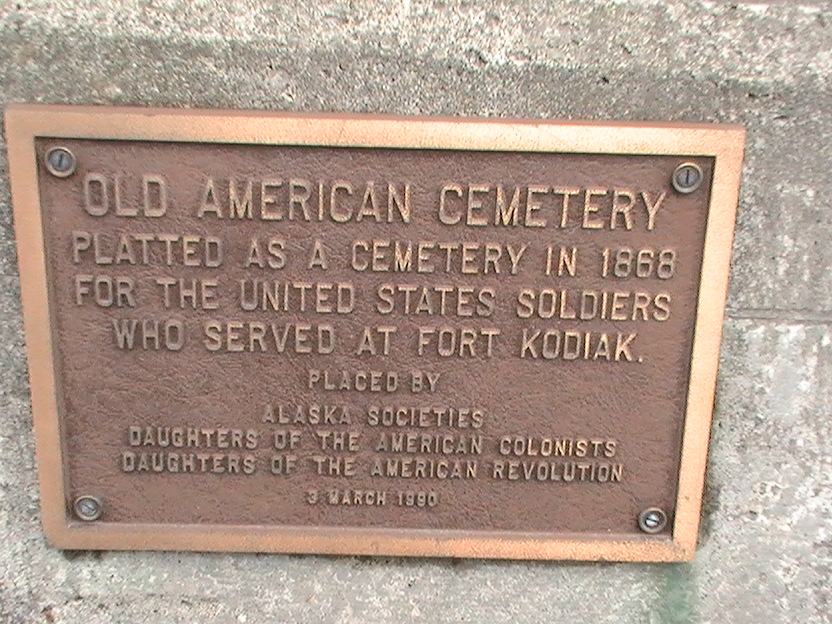 OLD AMERICAN CEMETERY
PLATTED AS A CEMETERY IN 1868
FOR THE UNITED STATES SOLDIERS
WHO SERVED AT FORT KODIAK.
PLACED BY
ALASKA SOCIETIES
DAUGHTERS OF THE AMERICAN COLONISTS
DAUGHTERS OF THE AMERICAN REVOLUTION
3 MARCH 1990